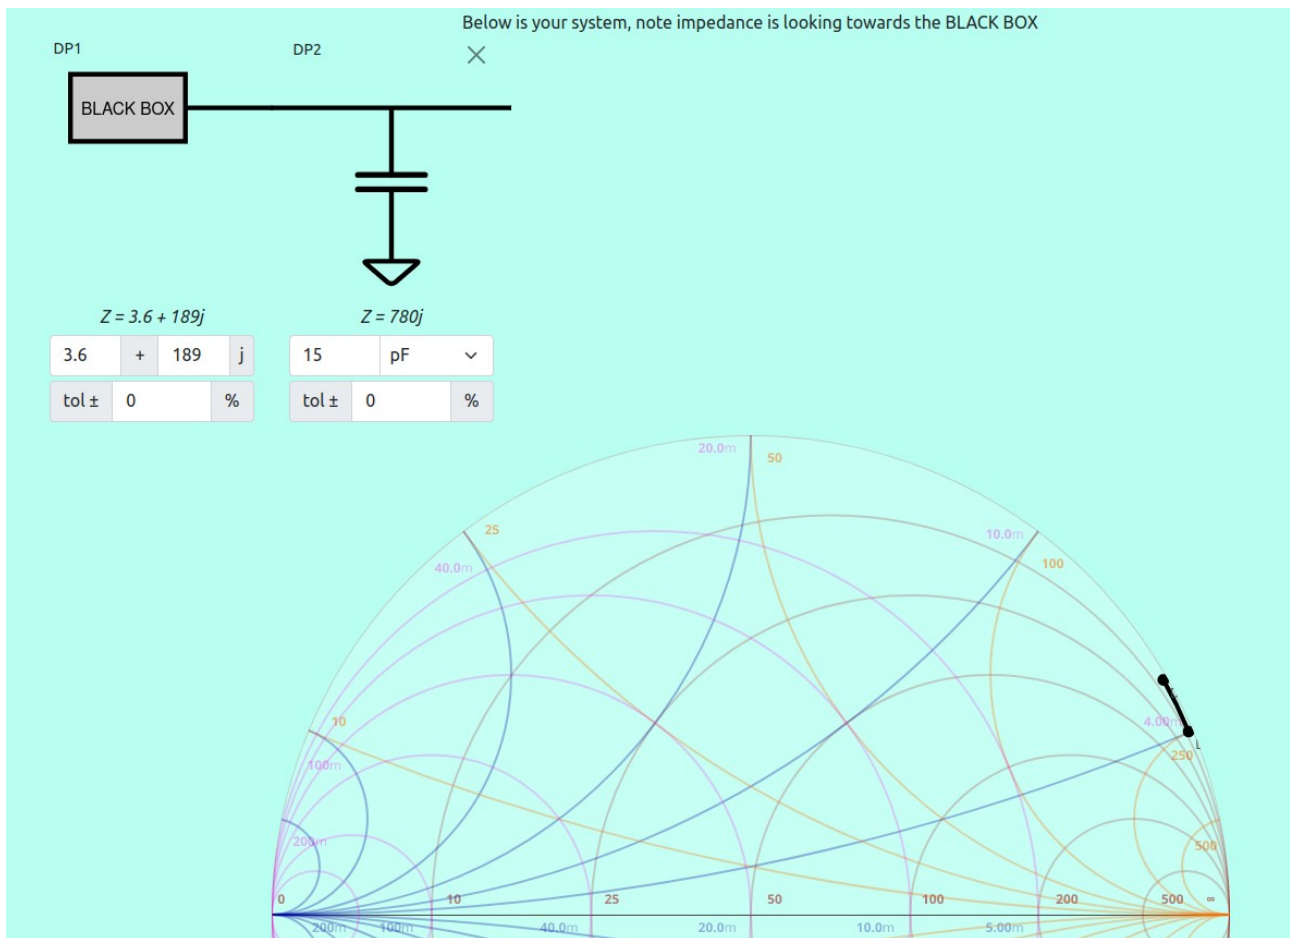 Below is your system, note impedance is looking towards the BLACK BOX
DP1
DP2
BLACK BOX
Z = 3.6 + 189j
Z = 780j
3.6 + 189 j
15 pF
tol ± 0 %
tol ± 0 %
20.0m
50
25
10.0m
40.0m
100
10
4.00m
100m
250
200m
500
0
10
25
50
100
200
500
∞
200m
100m
40.0m
20.0m
10.0m
5.00m